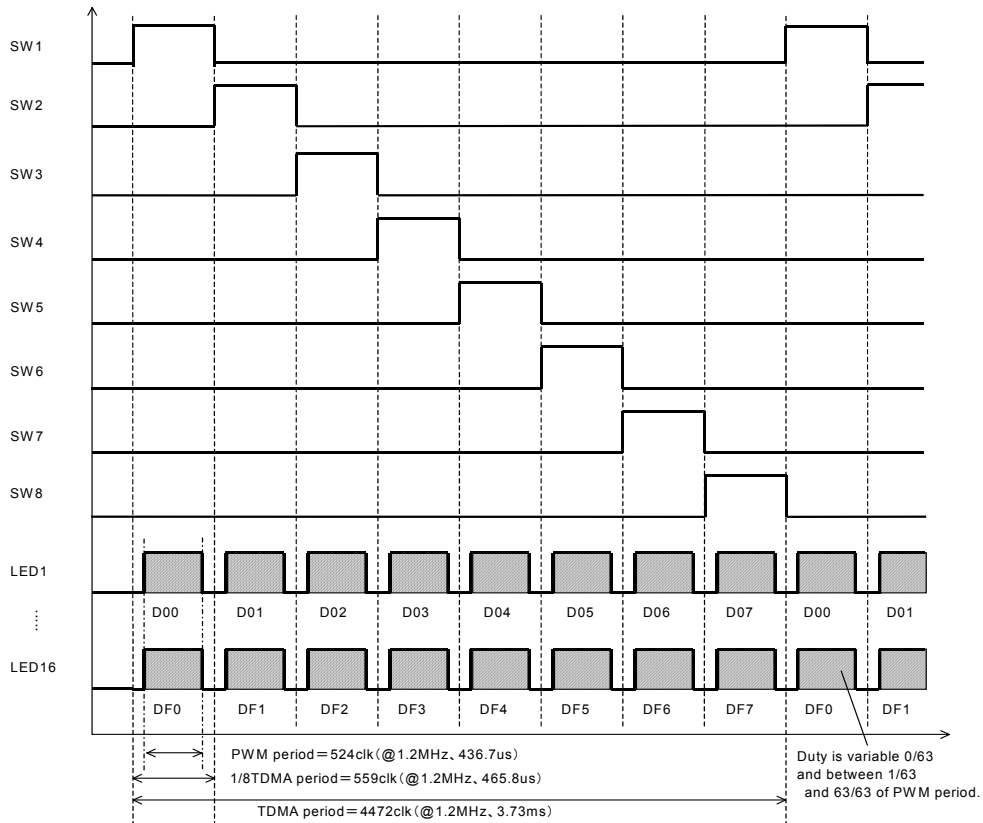 SW1
SW2
SW3
SW4
SW5
SW6
SW7
SW8
LED1
D00 D01 D02 D03 D04 D05 D06 D07 D00 D01
......
LED16
DF0 DF1 DF2 DF3 DF4 DF5 DF6 DF7 DF0 DF1
PWM period=524clk(@1.2MHz、436.7us)
1/8TDMA period=559clk(@1.2MHz、465.8us)
TDMA period=4472clk(@1.2MHz、3.73ms)
Duty is variable 0/63
and between 1/63
and 63/63 of PWM period.